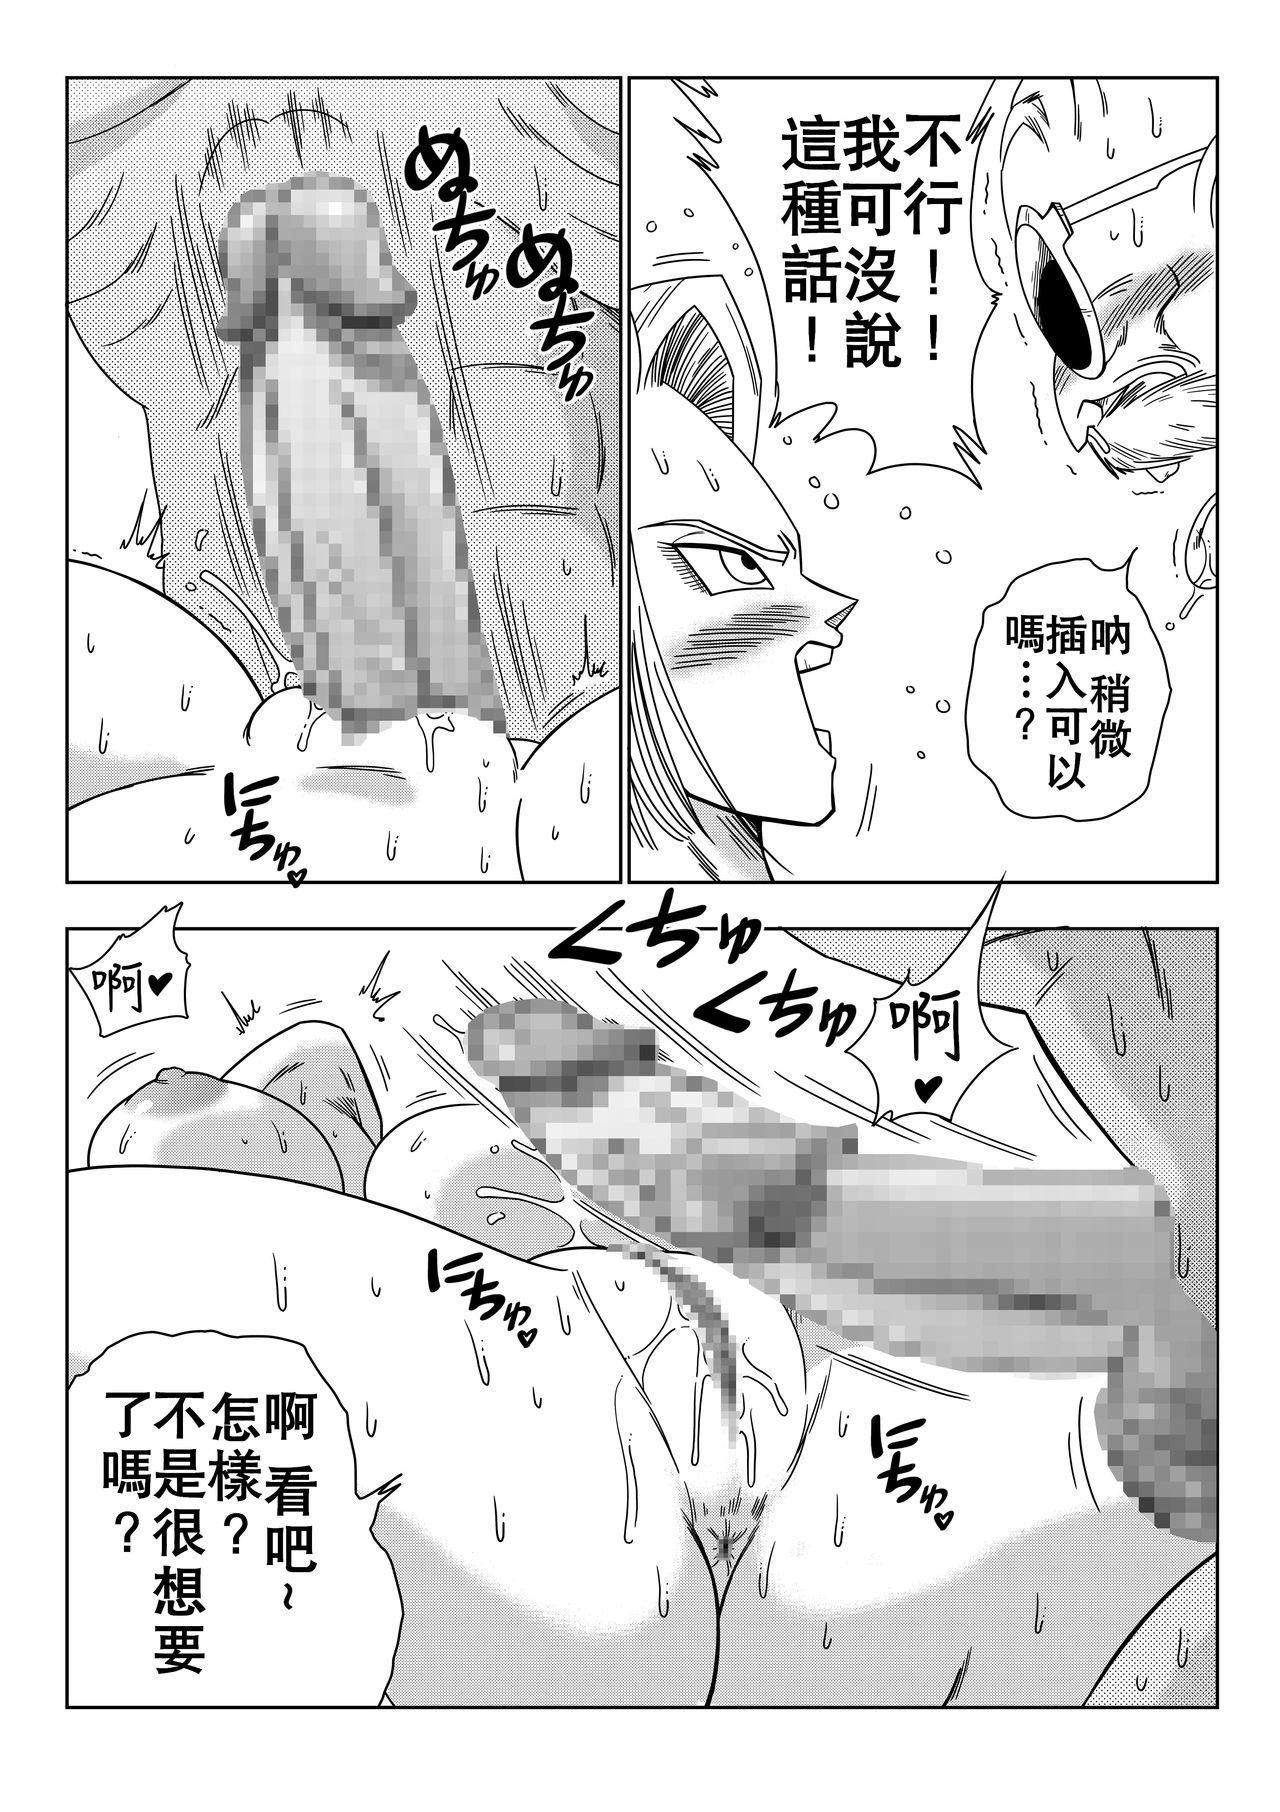 不行！！
我可沒說
這種話！
吶 稍微
插入可以
嗎…？
ぬちゅ
ぬちゅ
にちゅ♥
くちゅ
くちゅ
啊♥
啊♥
にちゅ♥
にちゅ♥
啊 看吧~
怎樣？
不是很想要
了嗎？